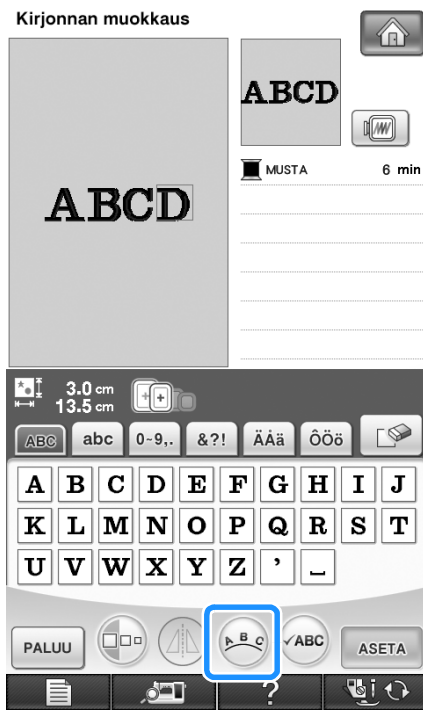 Kirjonnan muokkaus
ABCD
ABCD
MUSTA 6 min
3.0 cm
13.5 cm
ABC abc 0~9,. &?! ÄÅä ÔÖö
A B C D E F G H I J
K L M N O P Q R S T
U V W X Y Z ’ ⎵
PALUU A B C ✓ABC ASETA
?